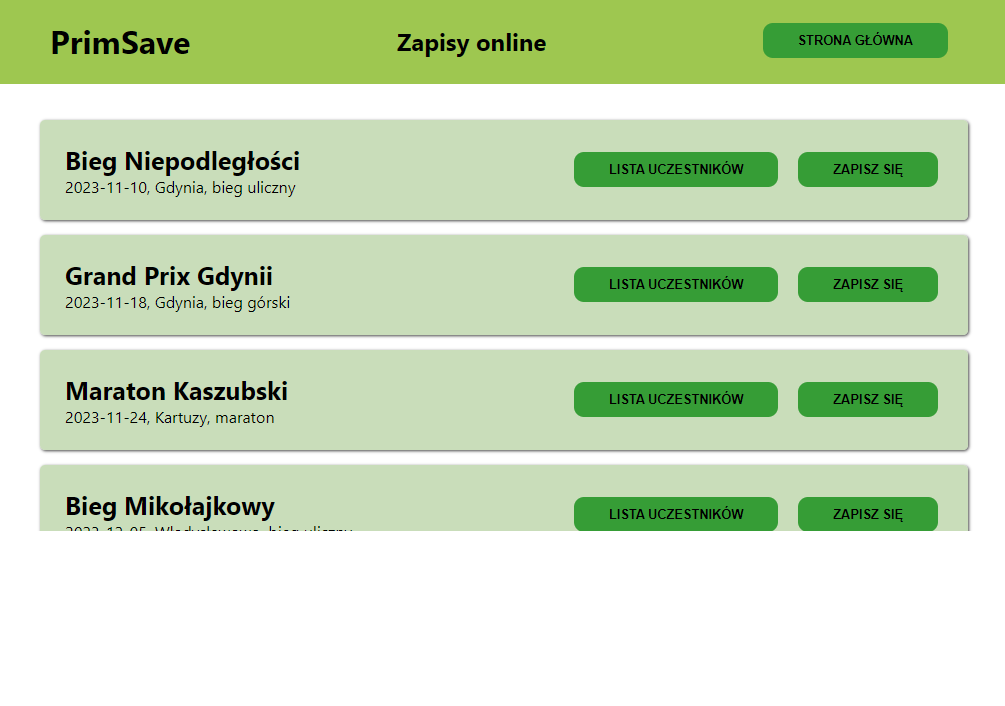 PrimSave
Zapisy online
STRONA GŁÓWNA
Bieg Niepodległości
2023-11-10, Gdynia, bieg uliczny
LISTA UCZESTNIKÓW
ZAPISZ SIĘ
Grand Prix Gdynii
2023-11-18, Gdynia, bieg górski
LISTA UCZESTNIKÓW
ZAPISZ SIĘ
Maraton Kaszubski
2023-11-24, Kartuzy, maraton
LISTA UCZESTNIKÓW
ZAPISZ SIĘ
Bieg Mikołajkowy
LISTA UCZESTNIKÓW
ZAPISZ SIĘ